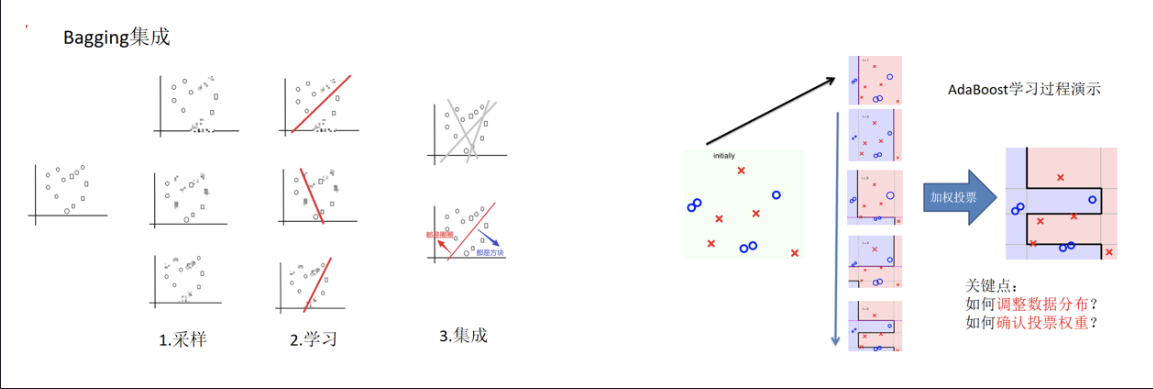 Bagging集成
都是圈圈
都是方块
1.采样
2.学习
3.集成
initially
AdaBoost学习过程演示
加权投票
关键点：
如何调整数据分布？
如何确认投票权重？